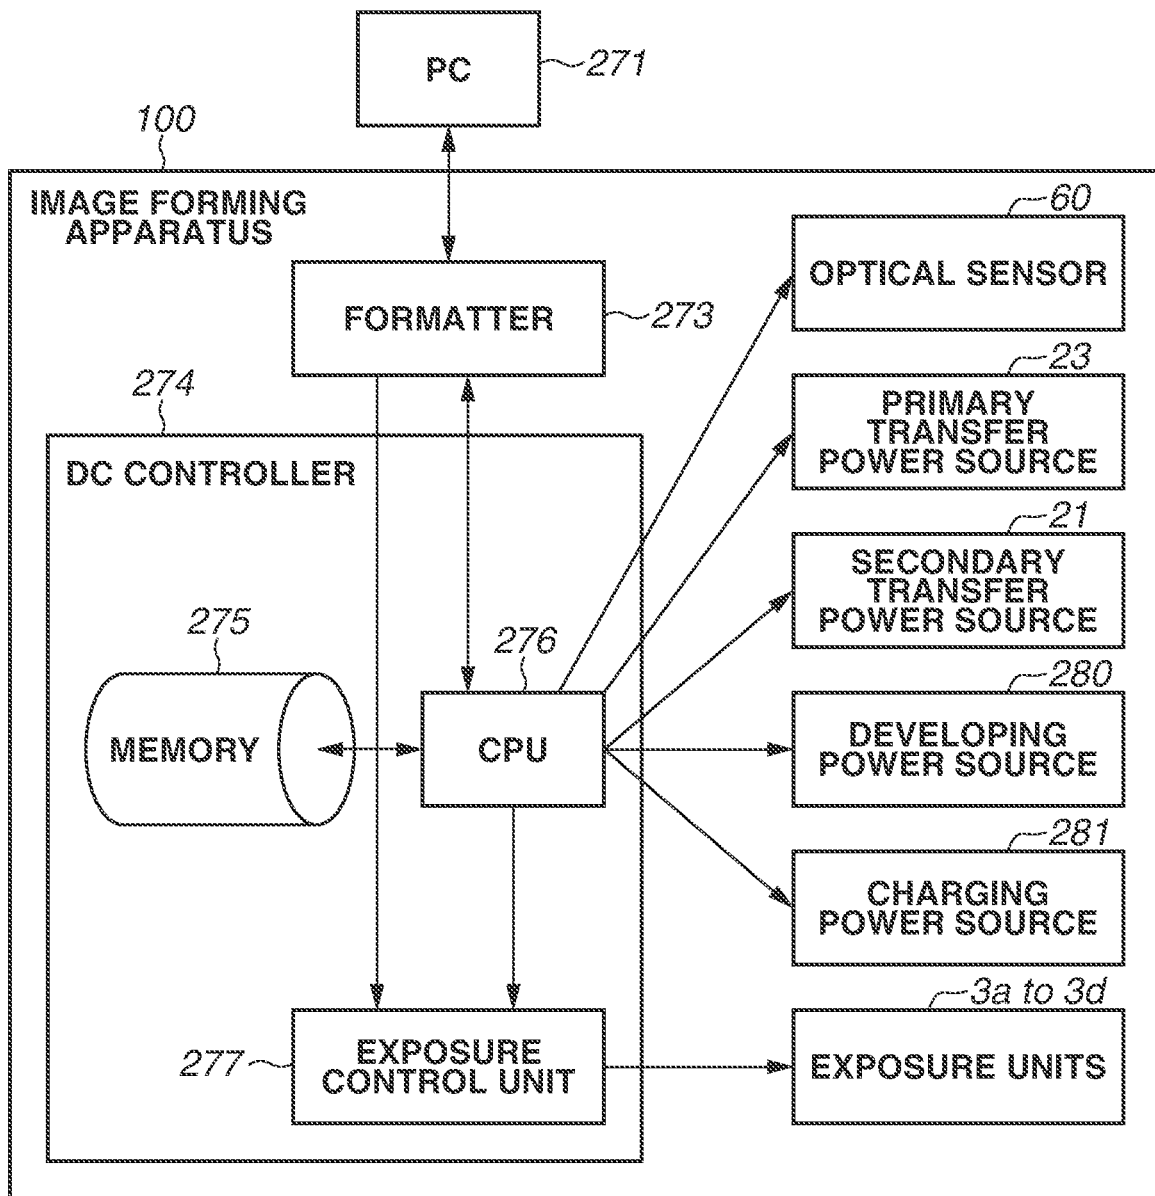 PC
271
100
IMAGE FORMING
APPARATUS
60
OPTICAL SENSOR
FORMATTER
273
23
PRIMARY
TRANSFER
POWER SOURCE
274
DC CONTROLLER
21
SECONDARY
TRANSFER
POWER SOURCE
275
MEMORY
276
CPU
280
DEVELOPING
POWER SOURCE
281
CHARGING
POWER SOURCE
277
EXPOSURE
CONTROL UNIT
3a to 3d
EXPOSURE UNITS